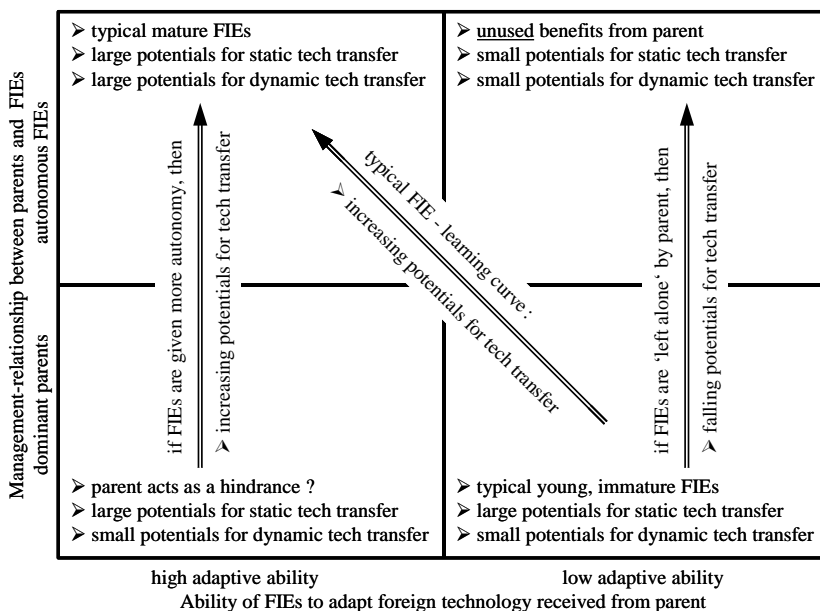 ➢ typical mature FIEs
➢ large potentials for static tech transfer
➢ large potentials for dynamic tech transfer
➢ unused benefits from parent
➢ small potentials for static tech transfer
➢ small potentials for dynamic tech transfer
Management-relationship between parents and FIEs
autonomous FIEs
dominant parents
if FIEs are given more autonomy, then
➢ increasing potentials for tech transfer
typical FIE - learning curve :
➢ increasing potentials for tech transfer
if FIEs are ‘left alone‘ by parent, then
➢ falling potentials for tech transfer
➢ parent acts as a hindrance ?
➢ large potentials for static tech transfer
➢ small potentials for dynamic tech transfer
➢ typical young, immature FIEs
➢ large potentials for static tech transfer
➢ small potentials for dynamic tech transfer
high adaptive ability
low adaptive ability
Ability of FIEs to adapt foreign technology received from parent